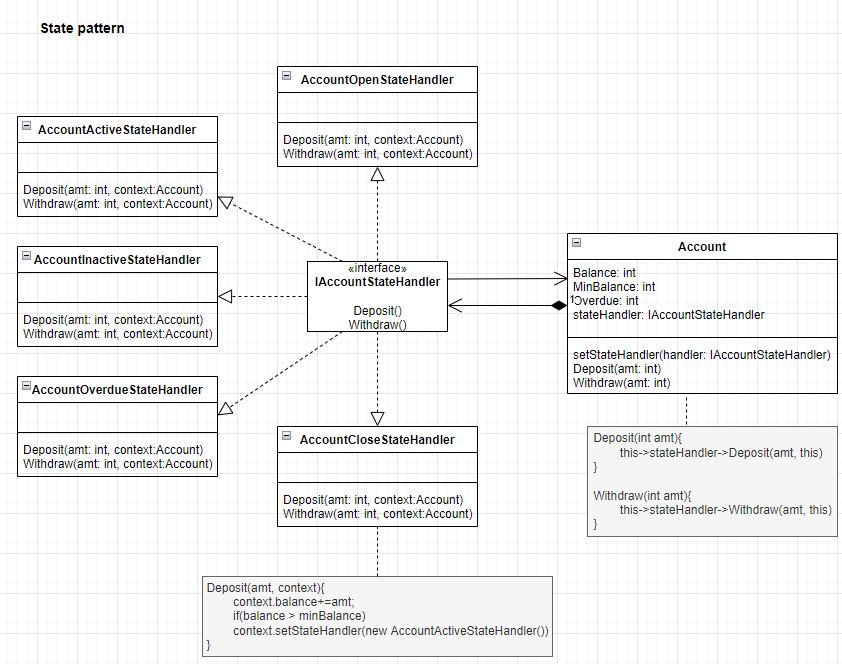 State pattern
AccountOpenStateHandler
Deposit(amt: int, context:Account)
Withdraw(amt: int, context:Account)
AccountActiveStateHandler
Deposit(amt: int, context:Account)
Withdraw(amt: int, context:Account)
AccountInactiveStateHandler
Deposit(amt: int, context:Account)
Withdraw(amt: int, context:Account)
«interface»
IAccountStateHandler
Deposit()
Withdraw()
Account
Balance: int
MinBalance: int
1
Overdue: int
stateHandler: IAccountStateHandler
setStateHandler(handler: IAccountStateHandler)
Deposit(amt: int)
Withdraw(amt: int)
AccountOverdueStateHandler
Deposit(amt: int, context:Account)
Withdraw(amt: int, context:Account)
AccountCloseStateHandler
Deposit(amt: int, context:Account)
Withdraw(amt: int, context:Account)
Deposit(int amt){
this->stateHandler->Deposit(amt, this)
}
Withdraw(int amt){
this->stateHandler->Withdraw(amt, this)
}
Deposit(amt, context){
context.balance+=amt;
if(balance > minBalance)
context.setStateHandler(new AccountActiveStateHandler())
}